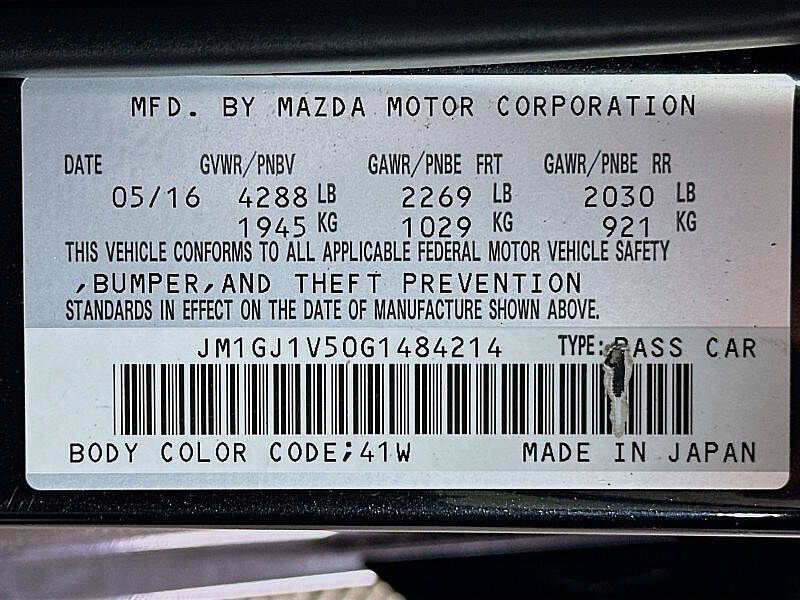 MFD. BY MAZDA MOTOR CORPORATION
DATE GVWR/PNBV GAWR/PNBE FRT GAWR/PNBE RR
05/16 4288 LB 2269 LB 2030 LB
1945 KG 1029 KG 921 KG
THIS VEHICLE CONFORMS TO ALL APPLICABLE FEDERAL MOTOR VEHICLE SAFETY
,BUMPER,AND THEFT PREVENTION
STANDARDS IN EFFECT ON THE DATE OF MANUFACTURE SHOWN ABOVE.
JM1GJ1V50G1484214 TYPE: PASS CAR
BODY COLOR CODE;41W MADE IN JAPAN